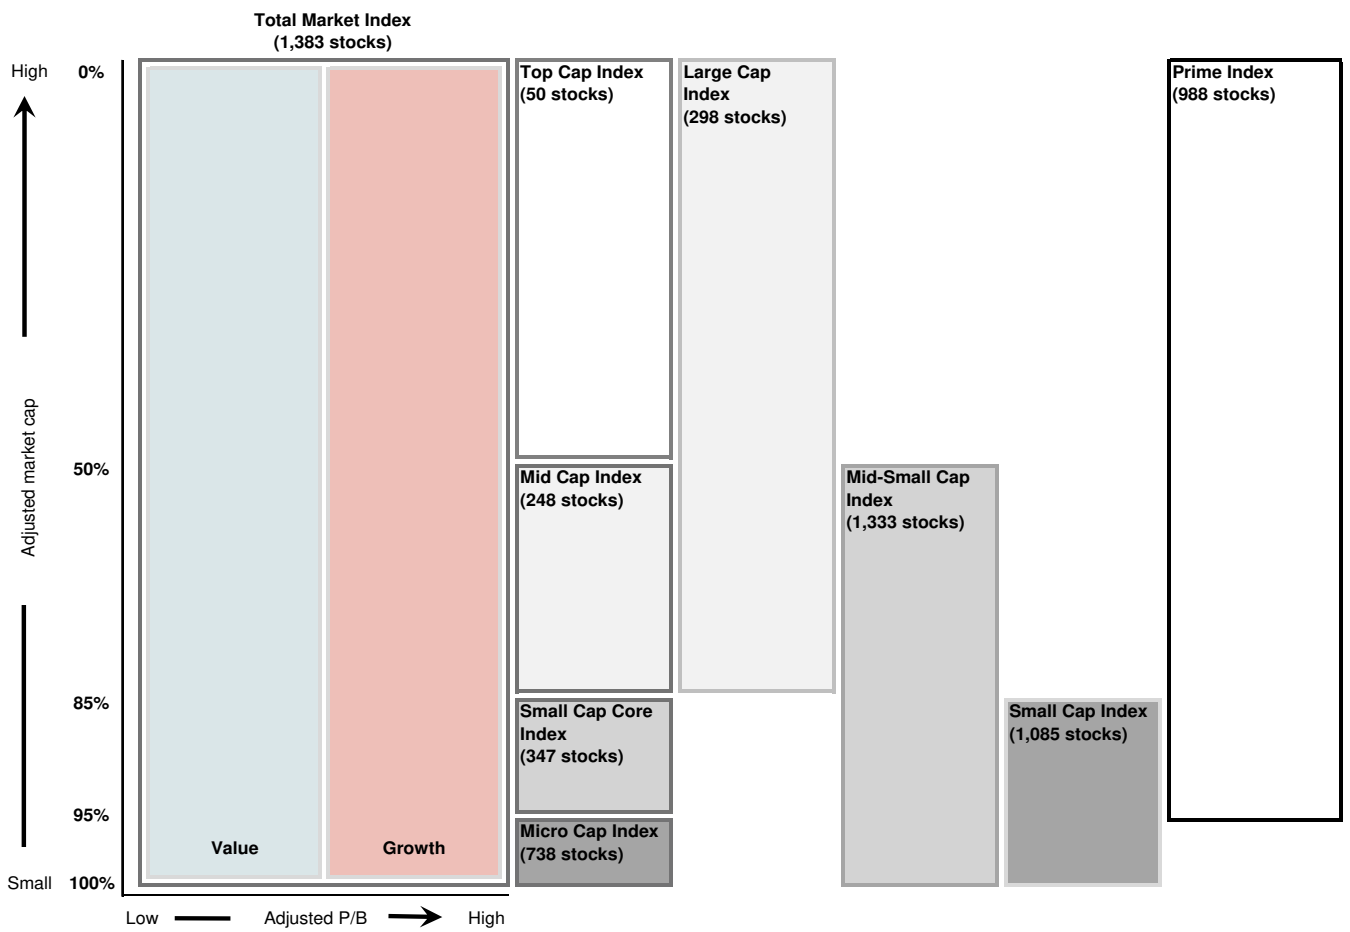 Total Market Index
(1,383 stocks)
High
0%
Top Cap Index
(50 stocks)
Large Cap
Index
(298 stocks)
Prime Index
(988 stocks)
Adjusted market cap
50%
Mid Cap Index
(248 stocks)
Mid-Small Cap
Index
(1,333 stocks)
85%
Small Cap Core
Index
(347 stocks)
Small Cap Index
(1,085 stocks)
95%
Micro Cap Index
(738 stocks)
Value
Growth
Small
100%
Low
Adjusted P/B
High